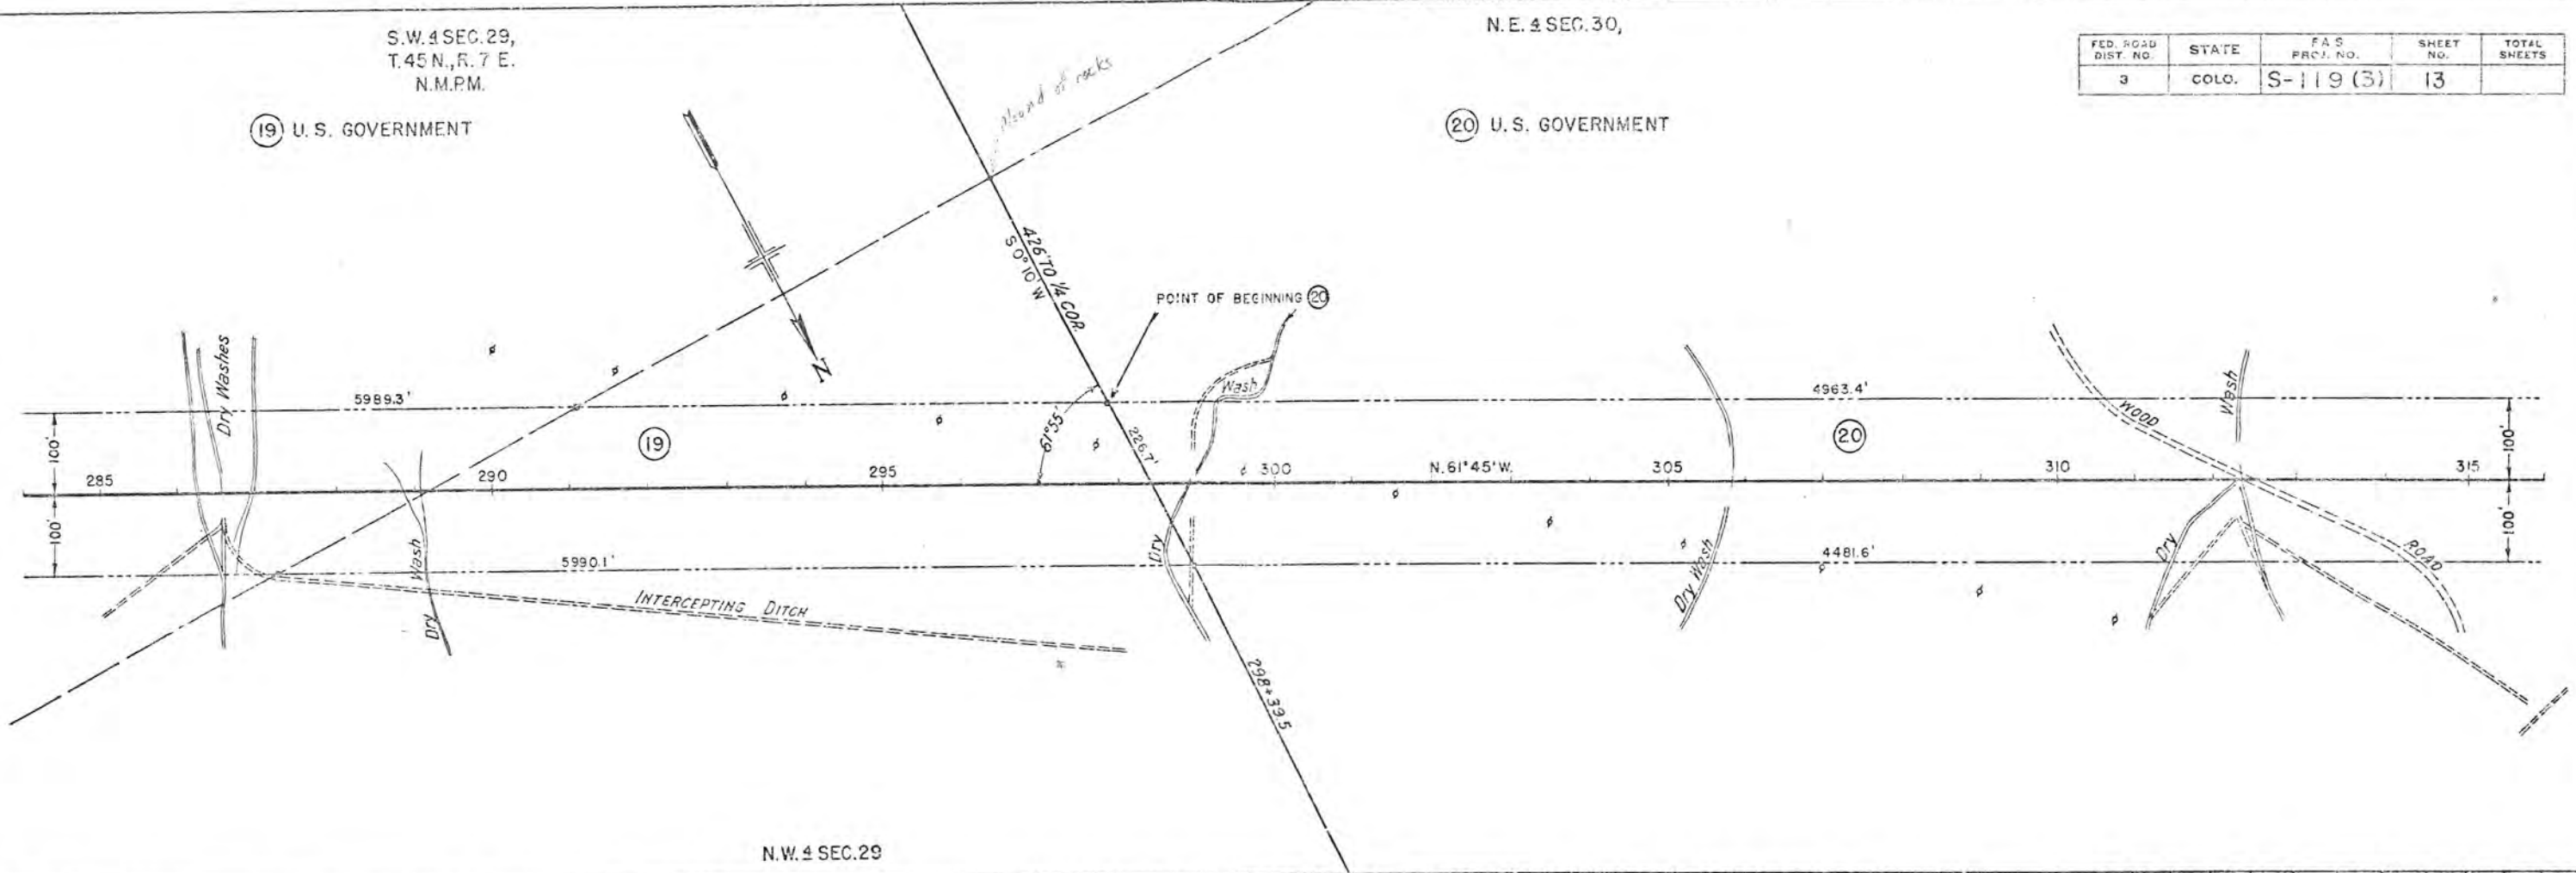 S.W. ¼ SEC. 29,
T. 45 N., R. 7 E.
N.M.P.M.
(19) U. S. GOVERNMENT
N. E. ¼ SEC. 30,
(20) U. S. GOVERNMENT
FED. ROAD DIST. NO. STATE F A S PROJ. NO. SHEET NO. TOTAL SHEETS
3 COLO. S-119 (3) 13
Mound of rocks
N
426' TO 1/4 COR.
S 0° 10' W
POINT OF BEGINNING (20)
61°55'
226.7'
Dry Washes
5989.3'
Wash
4963.4'
WOOD
Wash
100'
(19)
(20)
100'
285
290
295
300
N. 61°45' W.
305
310
315
100'
100'
5990.1'
4481.6'
Dry
Wash
Dry
Dry Wash
Dry
ROAD
INTERCEPTING DITCH
298+39.5
N.W. ¼ SEC. 29